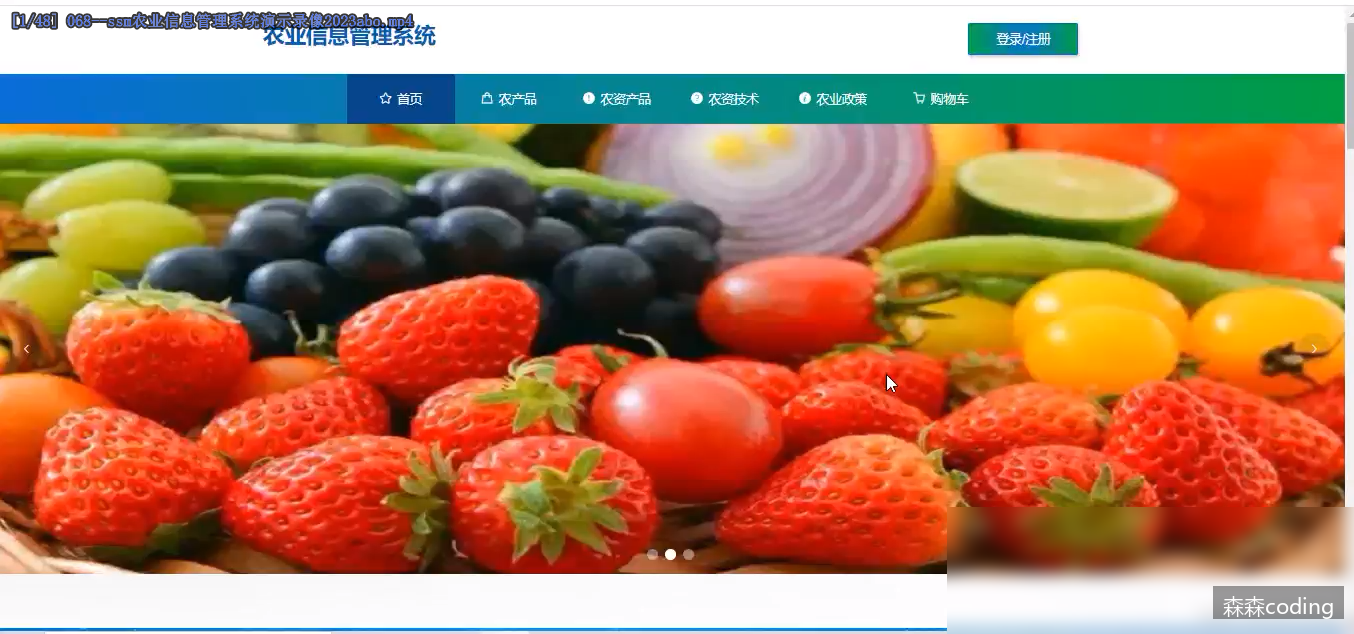 [1/48] 068--ssm农业信息管理系统演示录像2023abo.mp4
农业信息管理系统
登录/注册
首页 农产品 农资产品 农资技术 农业政策 购物车
森森coding